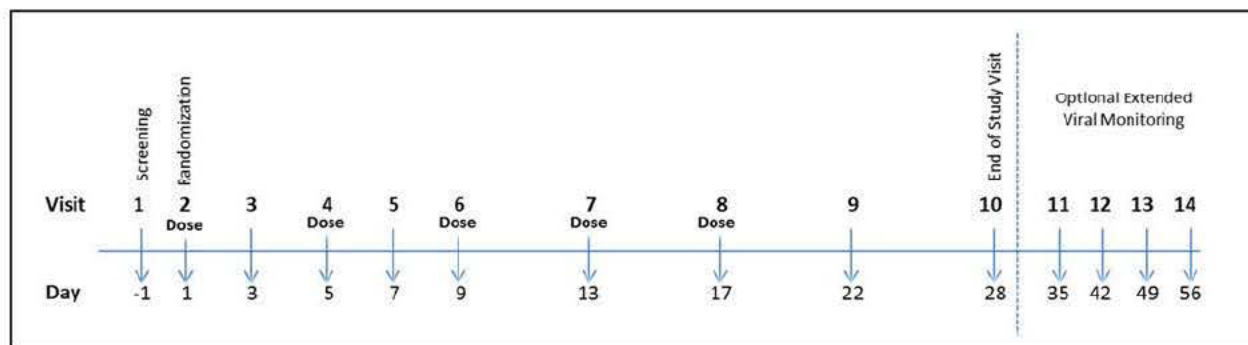 Screening
Randomization
End of Study Visit
Optional Extended
Viral Monitoring
Visit 1 2 3 4 5 6 7 8 9 10 11 12 13 14
Dose Dose Dose Dose Dose
Day -1 1 3 5 7 9 13 17 22 28 35 42 49 56